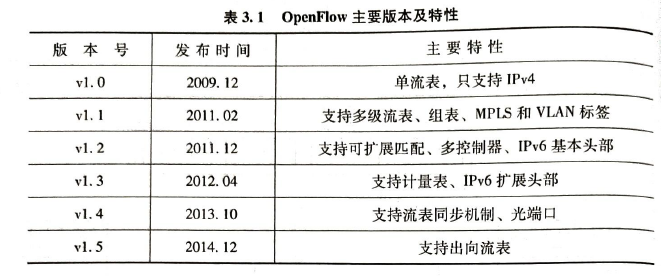 表 3.1 OpenFlow 主要版本及特性
版 本 号 发 布 时 间 主 要 特 性
v1.0 2009.12 单流表，只支持 IPv4
v1.1 2011.02 支持多级流表、组表、MPLS 和 VLAN 标签
v1.2 2011.12 支持可扩展匹配、多控制器、IPv6 基本头部
v1.3 2012.04 支持计量表、IPv6 扩展头部
v1.4 2013.10 支持流表同步机制、光端口
v1.5 2014.12 支持出向流表